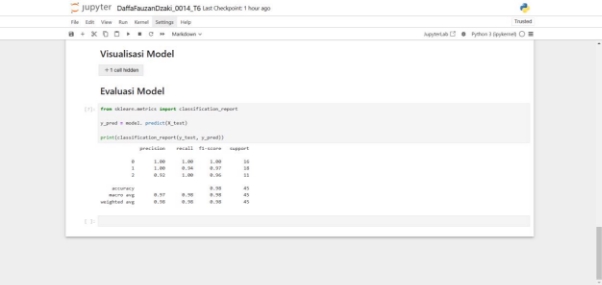 jupyter DaffaFauzanDzaki_0014_T6 Last Checkpoint: 1 hour ago
File Edit View Run Kernel Settings Help Trusted
Markdown JupyterLab Python 3 (ipykernel)
Visualisasi Model
+ 1 cell hidden
Evaluasi Model
from sklearn.metrics import classification_report
y_pred = model. predict(X_test)
print(classification_report(y_test, y_pred))
precision recall f1-score support
0 1.00 1.00 1.00 16
1 1.00 0.94 0.97 18
2 0.92 1.00 0.96 11
accuracy 0.98 45
macro avg 0.97 0.98 0.98 45
weighted avg 0.98 0.98 0.98 45
[ ]: